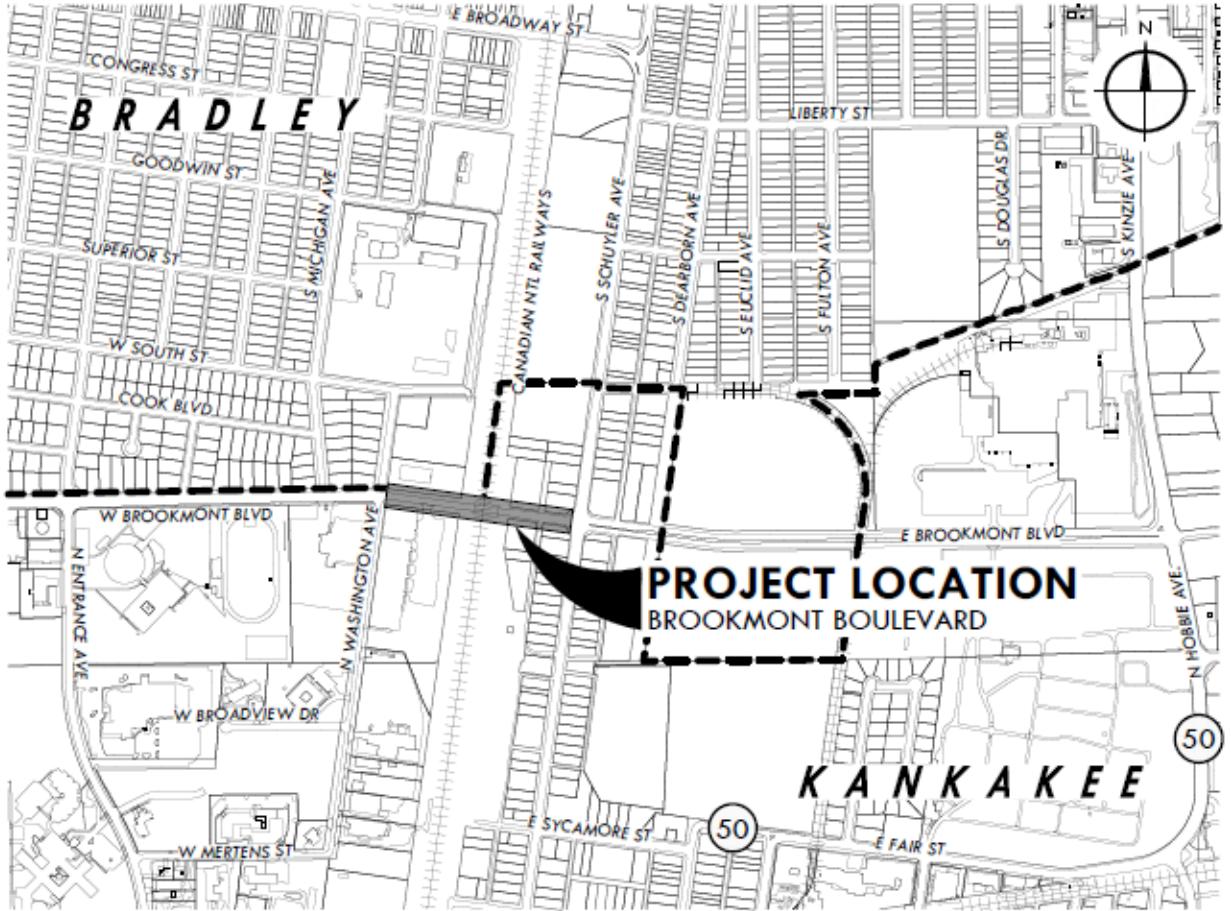 E BROADWAY ST
N
CONGRESS ST
BRADLEY
LIBERTY ST
GOODWIN ST
S MICHIGAN AVE
CANADIAN NTL RAILWAYS
S SCHUYLER AVE
S DEARBORN AVE
S EUCLID AVE
S FULTON AVE
S DOUGLAS DR
S KINZIE AVE
SUPERIOR ST
W SOUTH ST
COOK BLVD
W BROOKMONT BLVD
E BROOKMONT BLVD
N ENTRANCE AVE.
N WASHINGTON AVE
PROJECT LOCATION
BROOKMONT BOULEVARD
N HOBBIE AVE.
W BROADVIEW DR
50
KANKAKEE
E SYCAMORE ST
50
E FAIR ST
W MERTENS ST